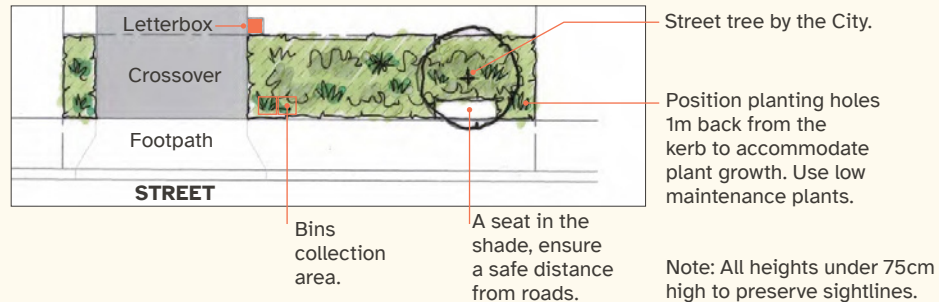 Letterbox
Crossover
Footpath
STREET
Street tree by the City.
Position planting holes
1m back from the
kerb to accommodate
plant growth. Use low
maintenance plants.
Bins
collection
area.
A seat in the
shade, ensure
a safe distance
from roads.
Note: All heights under 75cm
high to preserve sightlines.